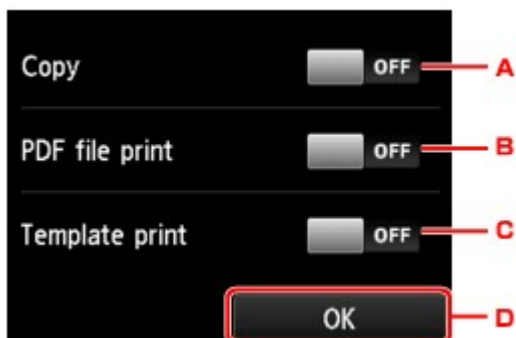 Copy OFF A
PDF file print OFF B
Template print OFF C
OK D